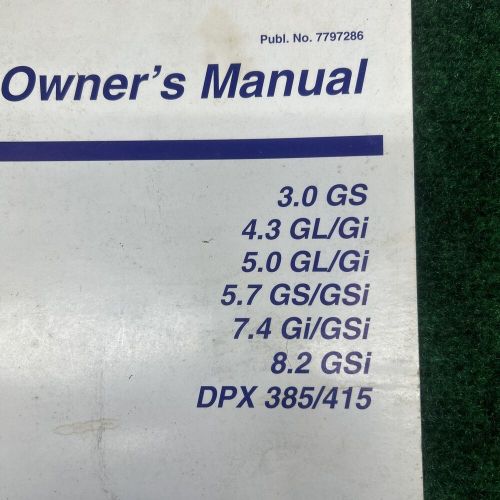 Publ. No. 7797286
Owner's Manual
3.0 GS
4.3 GL/Gi
5.0 GL/Gi
5.7 GS/GSi
7.4 Gi/GSi
8.2 GSi
DPX 385/415